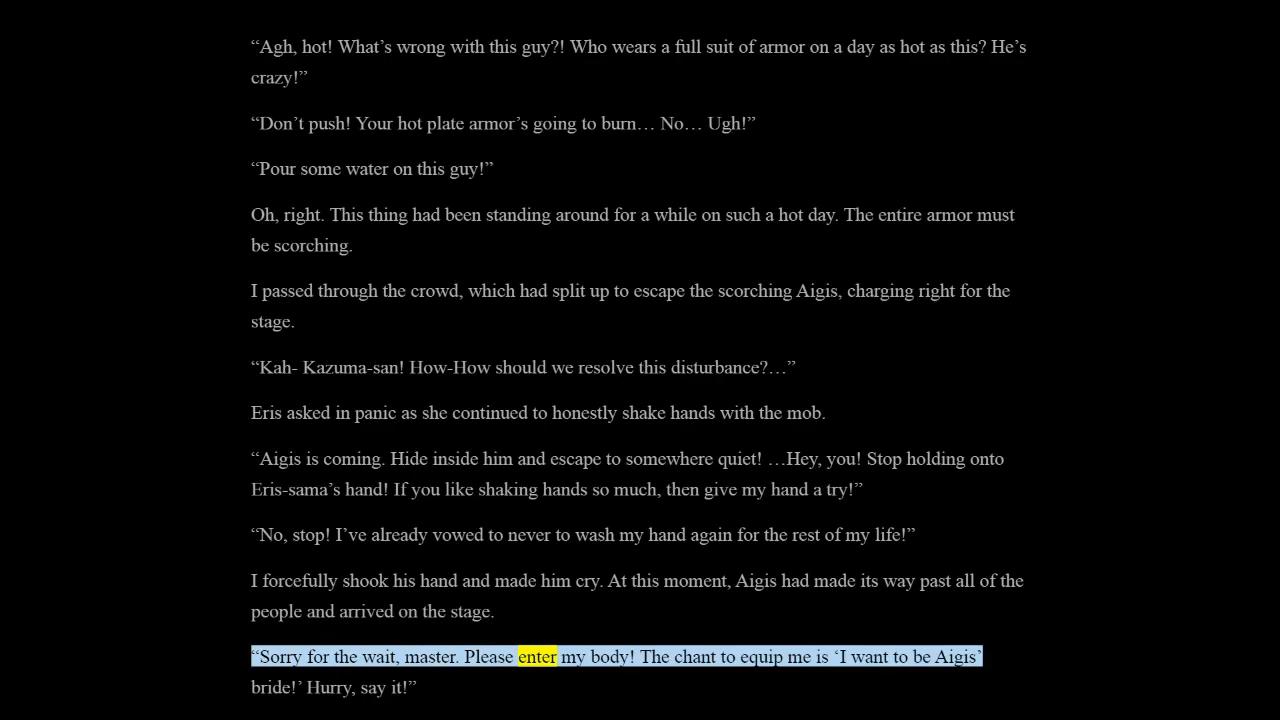 “Agh, hot! What’s wrong with this guy?! Who wears a full suit of armor on a day as hot as this? He’s
crazy!”
“Don’t push! Your hot plate armor’s going to burn… No… Ugh!”
“Pour some water on this guy!”
Oh, right. This thing had been standing around for a while on such a hot day. The entire armor must
be scorching.
I passed through the crowd, which had split up to escape the scorching Aigis, charging right for the
stage.
“Kah- Kazuma-san! How-How should we resolve this disturbance?…”
Eris asked in panic as she continued to honestly shake hands with the mob.
“Aigis is coming. Hide inside him and escape to somewhere quiet! …Hey, you! Stop holding onto
Eris-sama’s hand! If you like shaking hands so much, then give my hand a try!”
“No, stop! I’ve already vowed to never to wash my hand again for the rest of my life!”
I forcefully shook his hand and made him cry. At this moment, Aigis had made its way past all of the
people and arrived on the stage.
“Sorry for the wait, master. Please enter my body! The chant to equip me is ‘I want to be Aigis’
bride!’ Hurry, say it!”